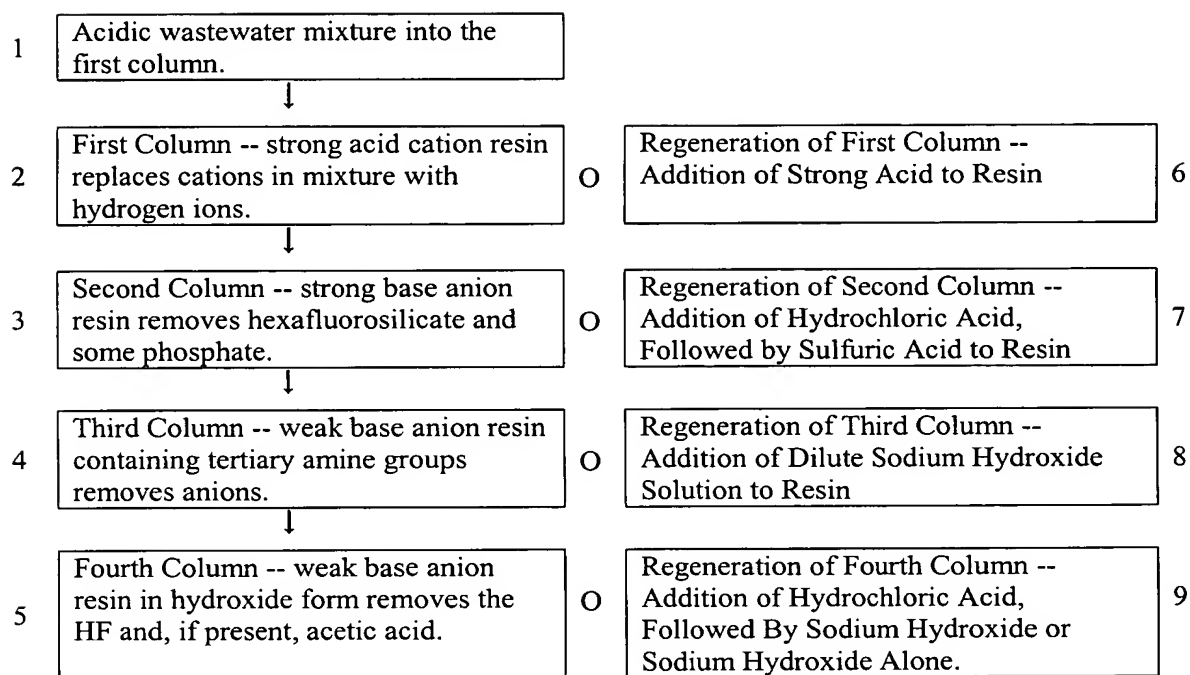 1
Acidic wastewater mixture into the
first column.
2
First Column -- strong acid cation resin
replaces cations in mixture with
hydrogen ions.
O
Regeneration of First Column --
Addition of Strong Acid to Resin
6
3
Second Column -- strong base anion
resin removes hexafluorosilicate and
some phosphate.
O
Regeneration of Second Column --
Addition of Hydrochloric Acid,
Followed by Sulfuric Acid to Resin
7
4
Third Column -- weak base anion resin
containing tertiary amine groups
removes anions.
O
Regeneration of Third Column --
Addition of Dilute Sodium Hydroxide
Solution to Resin
8
5
Fourth Column -- weak base anion
resin in hydroxide form removes the
HF and, if present, acetic acid.
O
Regeneration of Fourth Column --
Addition of Hydrochloric Acid,
Followed By Sodium Hydroxide or
Sodium Hydroxide Alone.
9